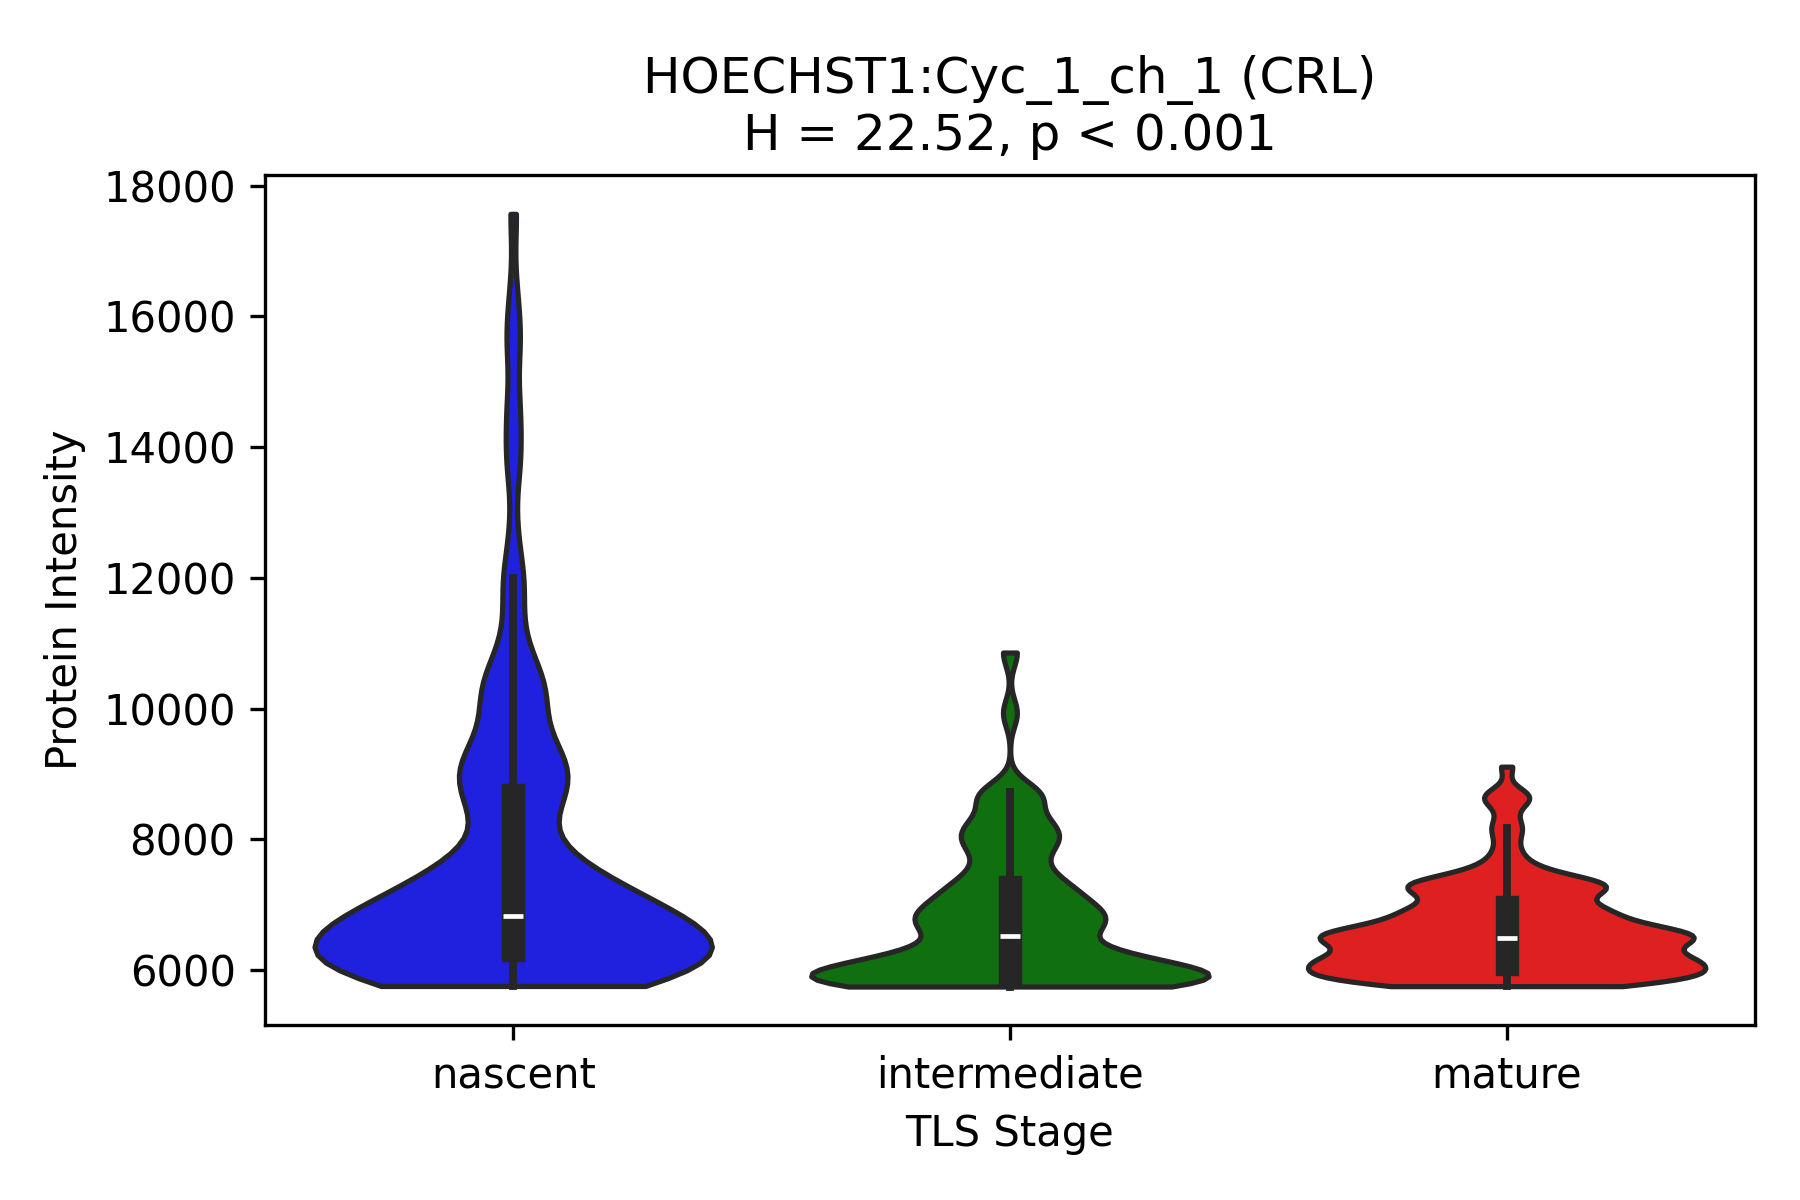 HOECHST1:Cyc_1_ch_1 (CRL)
H = 22.52, p < 0.001
Protein Intensity
18000
16000
14000
12000
10000
8000
6000
nascent intermediate mature
TLS Stage